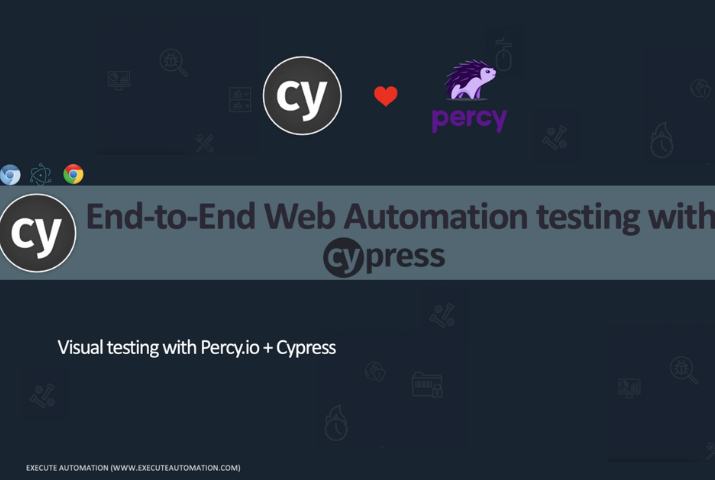 cy percy
cy End-to-End Web Automation testing with
cypress
Visual testing with Percy.io + Cypress
EXECUTE AUTOMATION (WWW.EXECUTEAUTOMATION.COM)